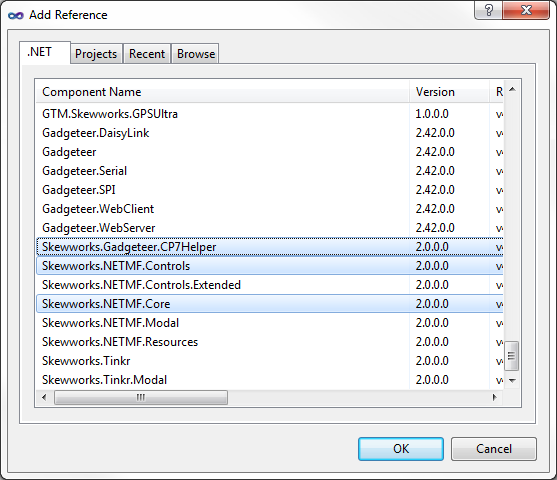 Add Reference
.NET Projects Recent Browse
Component Name Version R
GTM.Skewworks.GPSUltra 1.0.0.0 v
Gadgeteer.DaisyLink 2.42.0.0 v
Gadgeteer 2.42.0.0 v
Gadgeteer.Serial 2.42.0.0 v
Gadgeteer.SPI 2.42.0.0 v
Gadgeteer.WebClient 2.42.0.0 v
Gadgeteer.WebServer 2.42.0.0 v
Skewworks.Gadgeteer.CP7Helper 2.0.0.0 v
Skewworks.NETMF.Controls 2.0.0.0 v
Skewworks.NETMF.Controls.Extended 2.0.0.0 v
Skewworks.NETMF.Core 2.0.0.0 v
Skewworks.NETMF.Modal 2.0.0.0 v
Skewworks.NETMF.Resources 2.0.0.0 v
Skewworks.Tinkr 2.0.0.0 v
Skewworks.Tinkr.Modal 2.0.0.0 v
OK Cancel